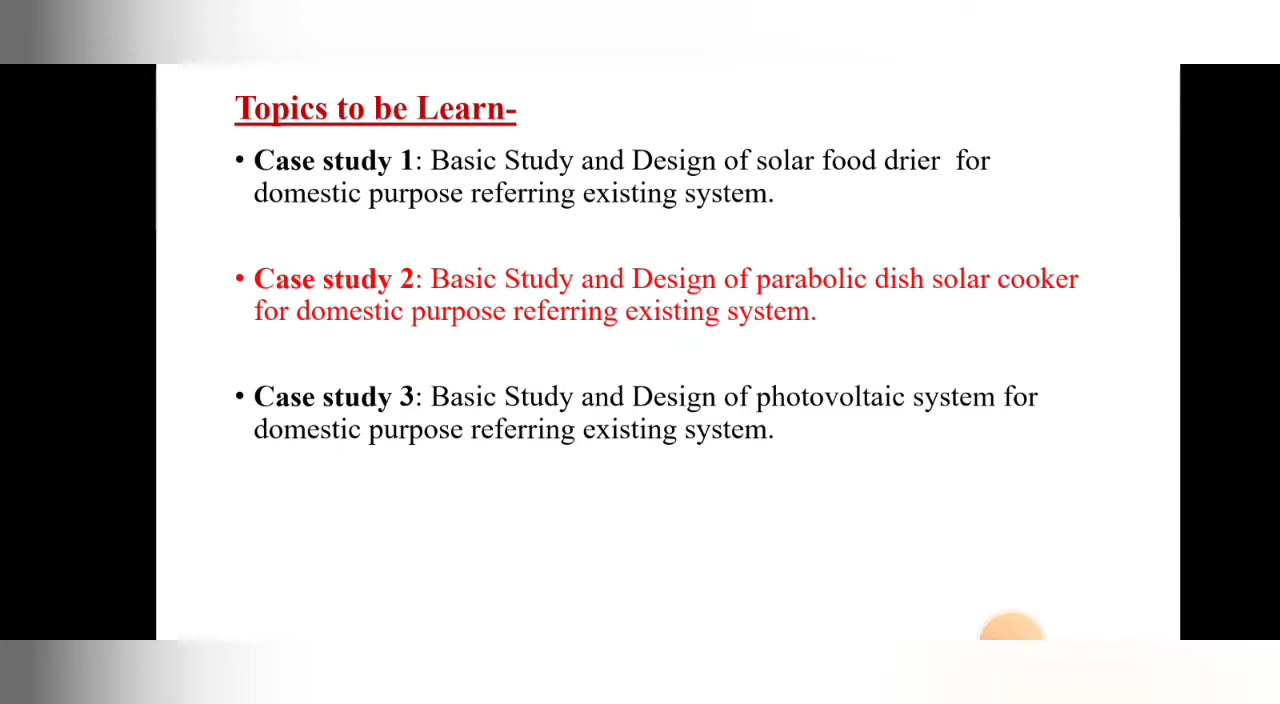 Topics to be Learn-
• Case study 1: Basic Study and Design of solar food drier  for
domestic purpose referring existing system.
• Case study 2: Basic Study and Design of parabolic dish solar cooker
for domestic purpose referring existing system.
• Case study 3: Basic Study and Design of photovoltaic system for
domestic purpose referring existing system.